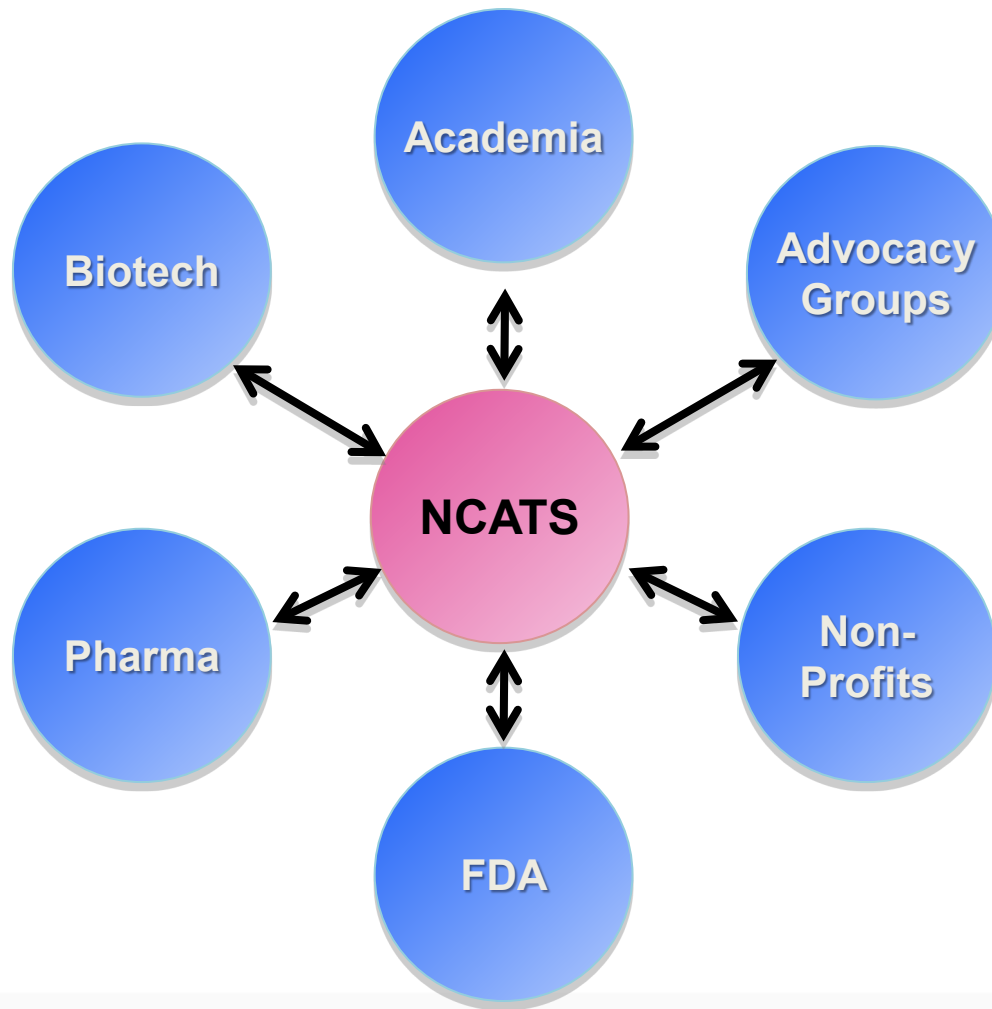 Academia
Biotech
Advocacy
Groups
NCATS
Pharma
Non-
Profits
FDA